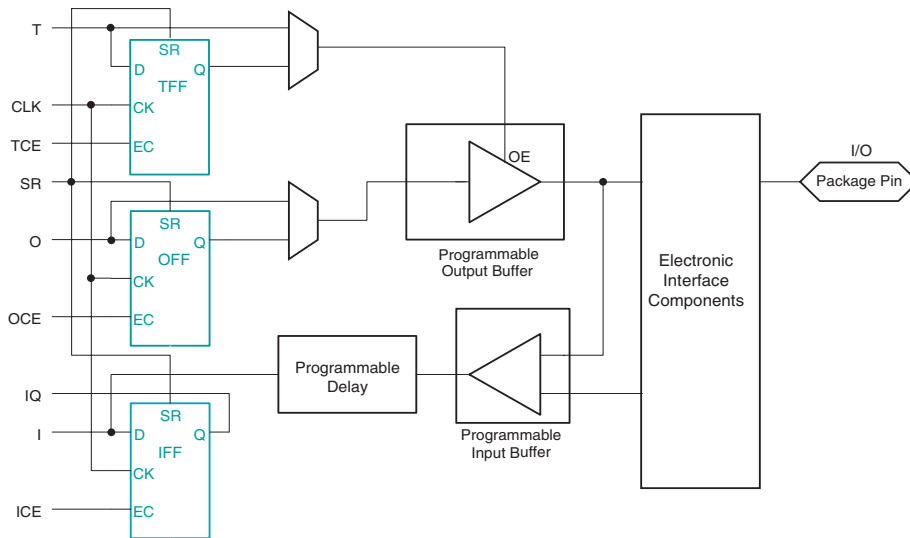 T
SR
D
Q
TFF
CLK
CK
TCE
EC
OE
I/O
Package Pin
SR
SR
O
D
Q
OFF
Programmable
Output Buffer
Electronic
Interface
Components
CK
OCE
EC
Programmable
Delay
IQ
SR
I
D
Q
IFF
Programmable
Input Buffer
CK
ICE
EC